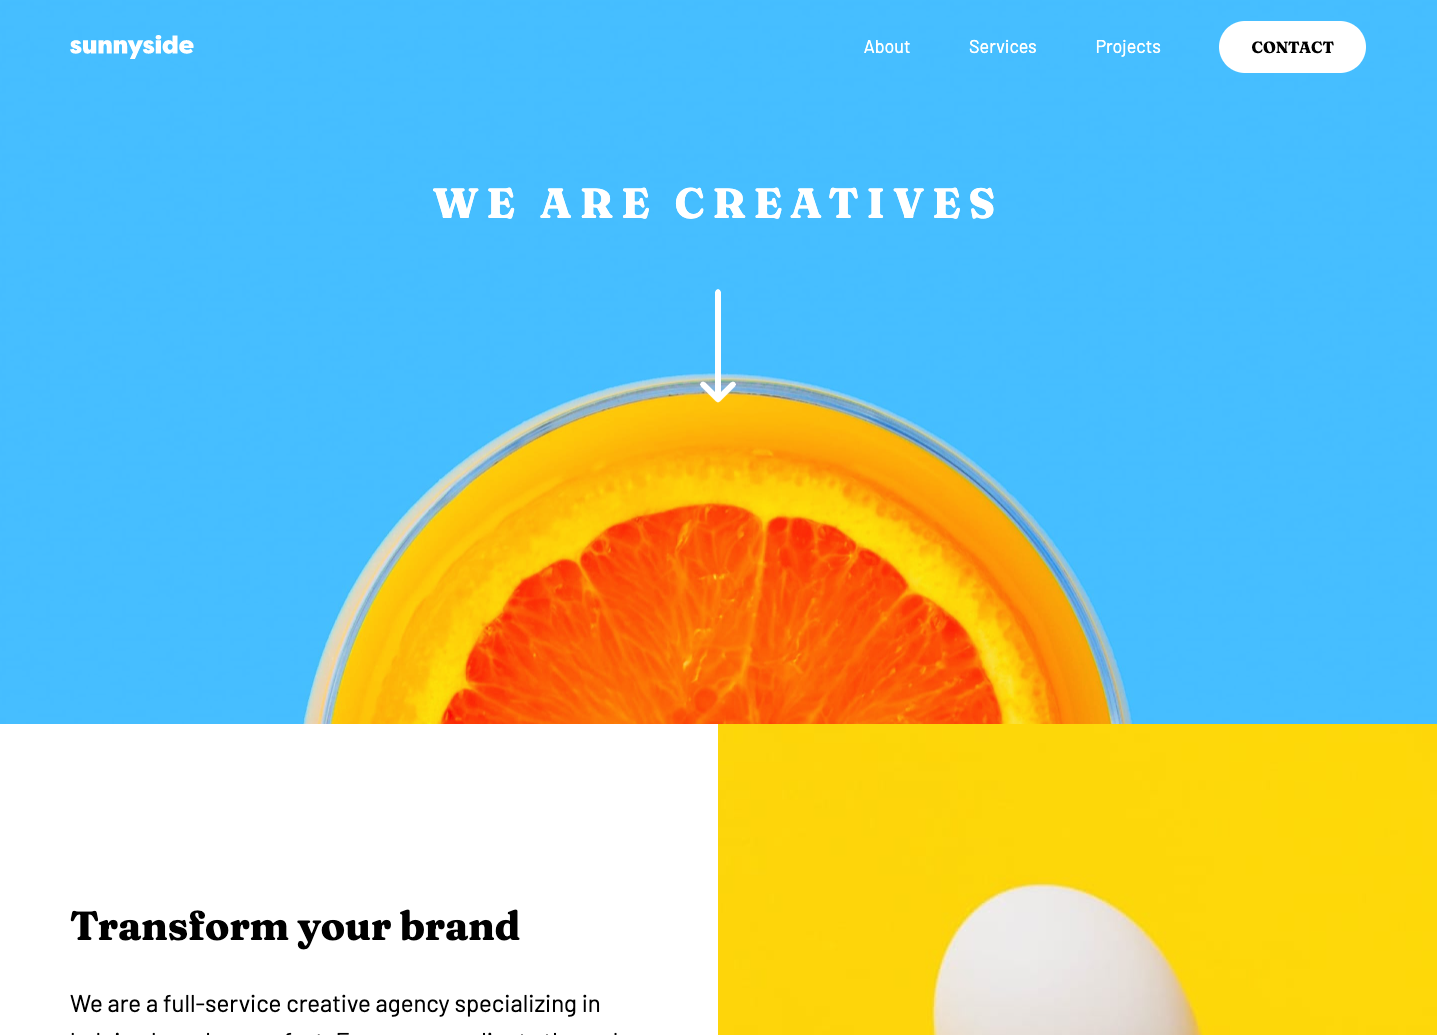 sunnyside
About
Services
Projects
CONTACT
WE ARE CREATIVES
Transform your brand
We are a full-service creative agency specializing in